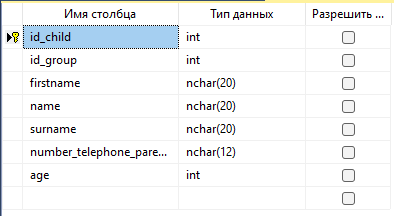 Имя столбца Тип данных Разрешить ...
id_child int
id_group int
firstname nchar(20)
name nchar(20)
surname nchar(20)
number_telephone_pare... nchar(12)
age int